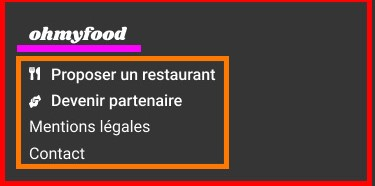 ohmyfood
Proposer un restaurant
Devenir partenaire
Mentions légales
Contact